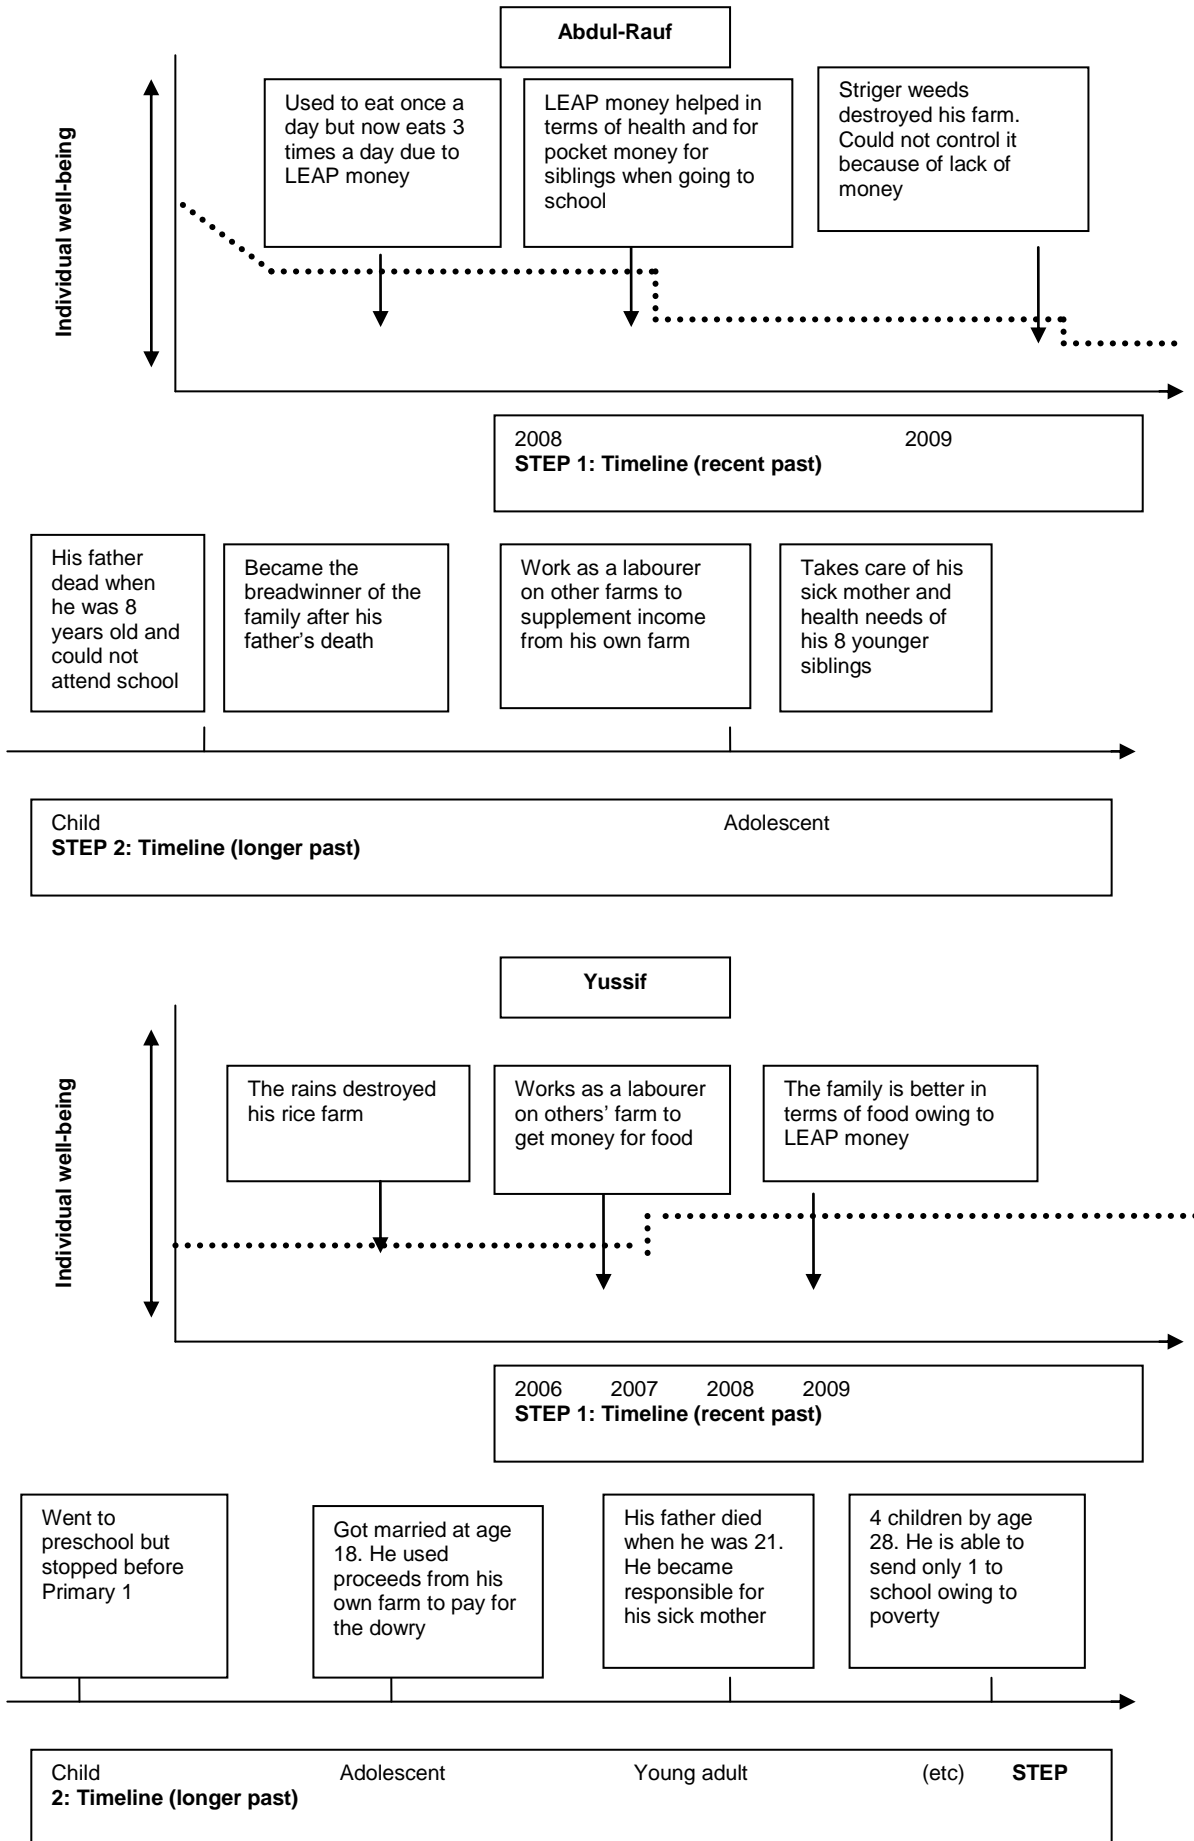 Abdul-Rauf
Individual well-being
Used to eat once a
day but now eats 3
times a day due to
LEAP money
LEAP money helped in
terms of health and for
pocket money for
siblings when going to
school
Striger weeds
destroyed his farm.
Could not control it
because of lack of
money
2008 2009
STEP 1: Timeline (recent past)
His father
dead when
he was 8
years old and
could not
attend school
Became the
breadwinner of the
family after his
father’s death
Work as a labourer
on other farms to
supplement income
from his own farm
Takes care of his
sick mother and
health needs of
his 8 younger
siblings
Child Adolescent
STEP 2: Timeline (longer past)
Yussif
Individual well-being
The rains destroyed
his rice farm
Works as a labourer
on others’ farm to
get money for food
The family is better in
terms of food owing to
LEAP money
2006 2007 2008 2009
STEP 1: Timeline (recent past)
Went to
preschool but
stopped before
Primary 1
Got married at age
18. He used
proceeds from his
own farm to pay for
the dowry
His father died
when he was 21.
He became
responsible for
his sick mother
4 children by age
28. He is able to
send only 1 to
school owing to
poverty
Child Adolescent Young adult (etc) STEP
2: Timeline (longer past)